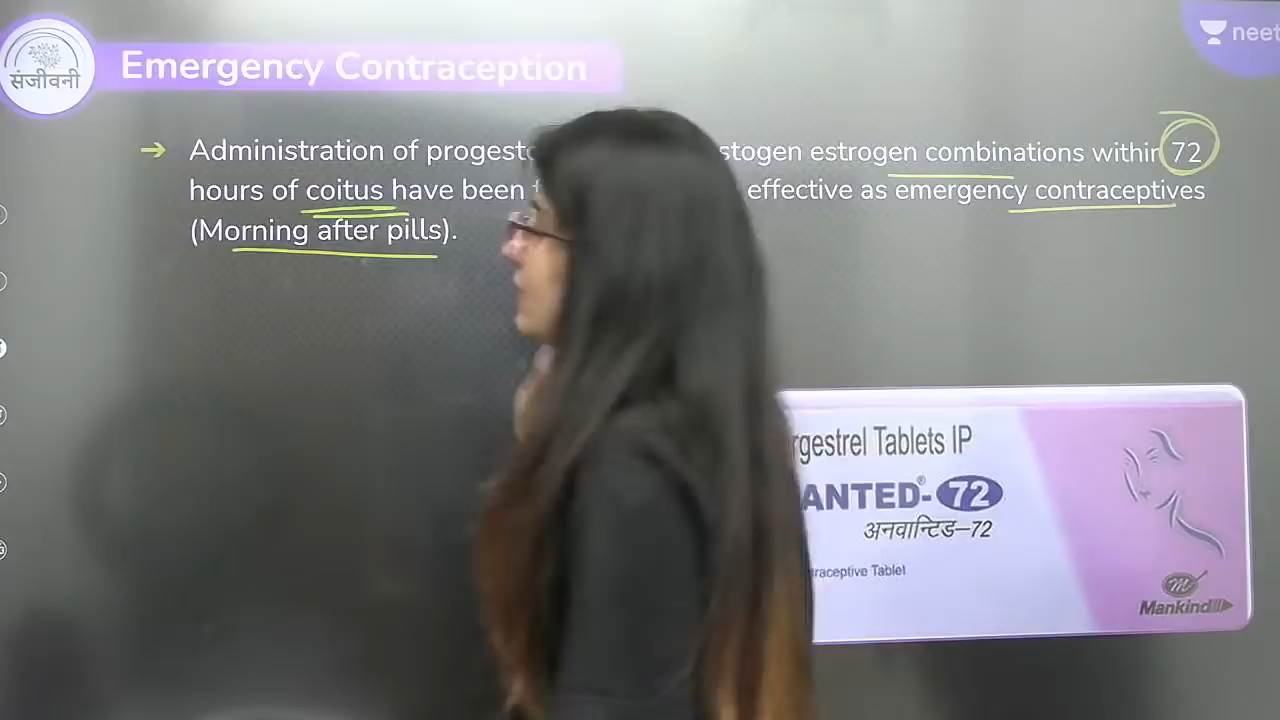 संजीवनी
Emergency Contraception
neet
→ Administration of stogen estrogen combinations within 72
hours of coitus have been effective as emergency contraceptives
(Morning after pills).
rgestrel Tablets IP
ANTED®-72
अनवान्टिड-72
raceptive Tablet
Mankind